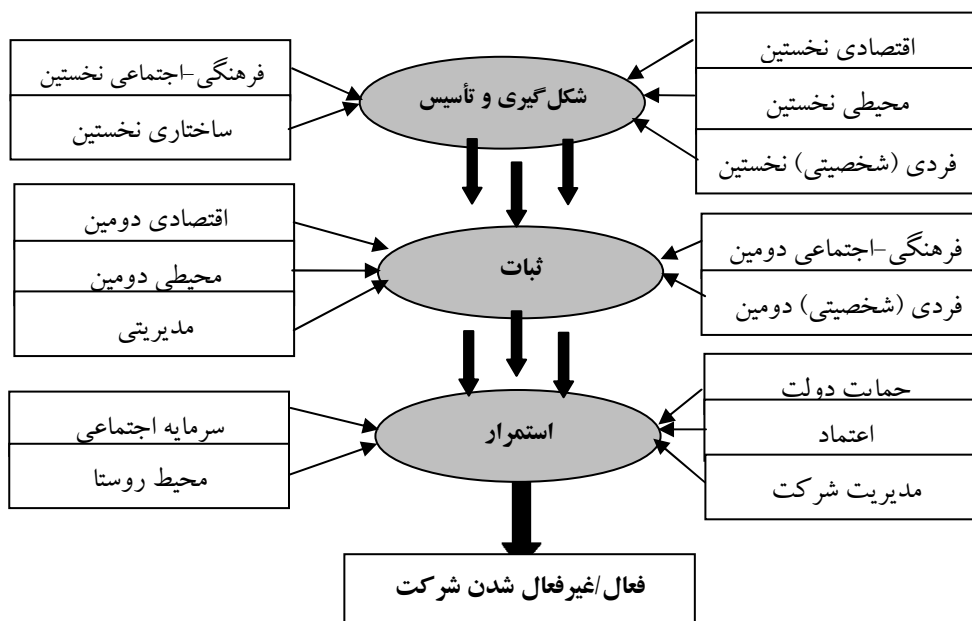 اقتصادی نخستین
محیطی نخستین
فردی (شخصیتی) نخستین
شکل‌گیری و تأسیس
فرهنگی-اجتماعی نخستین
ساختاری نخستین
فرهنگی-اجتماعی دومین
فردی (شخصیتی) دومین
ثبات
اقتصادی دومین
محیطی دومین
مدیریتی
حمایت دولت
اعتماد
مدیریت شرکت
استمرار
سرمایه اجتماعی
محیط روستا
فعال/غیرفعال شدن شرکت